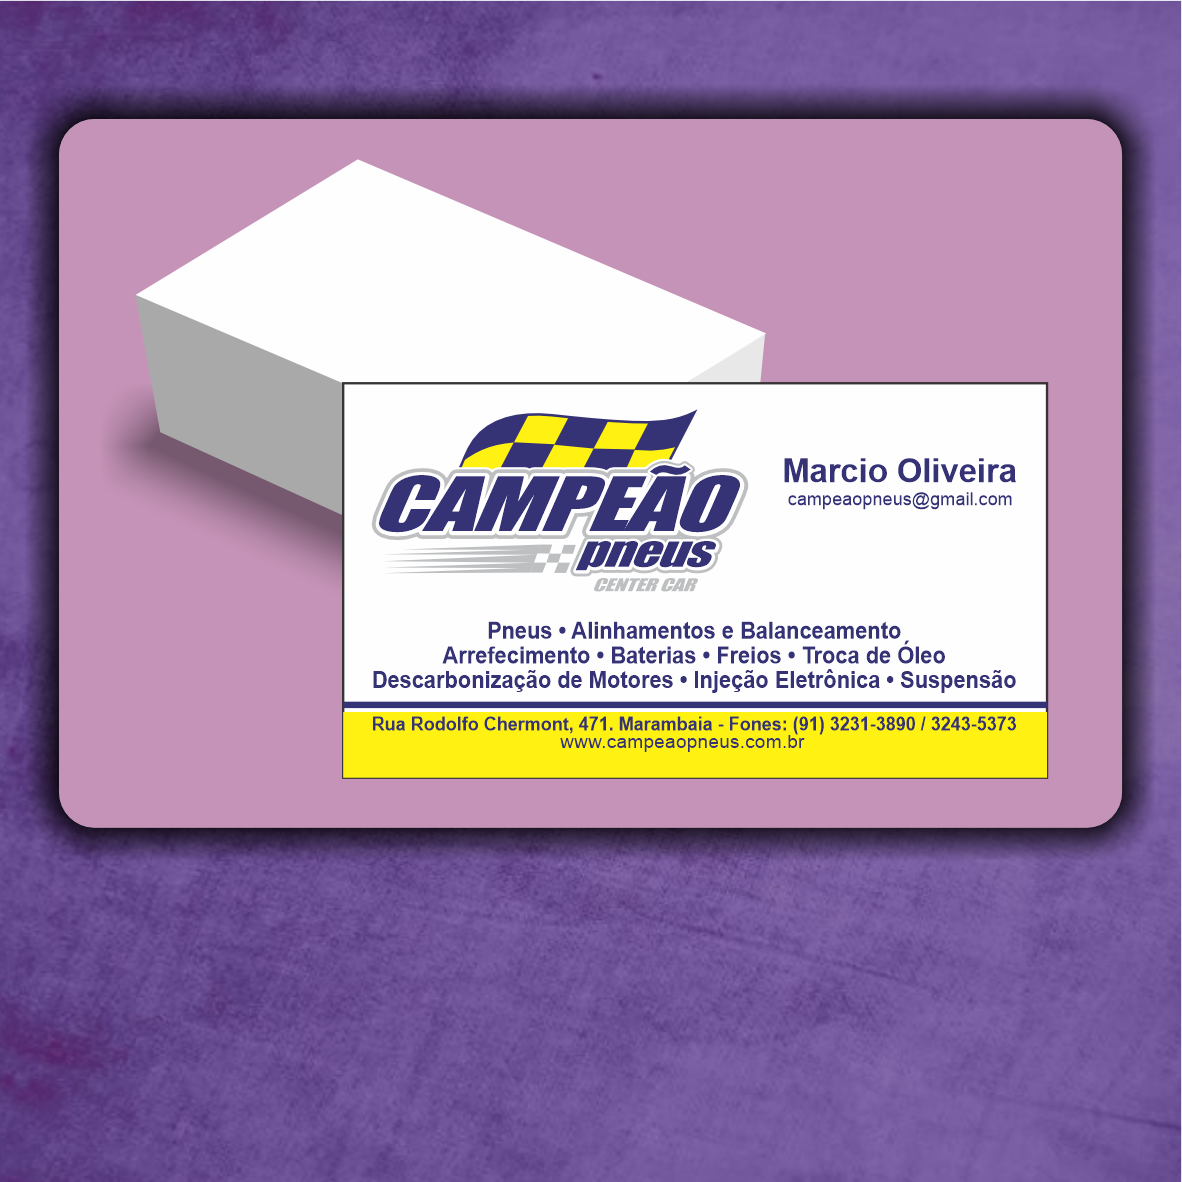 CAMPEÃO
pneus
CENTER CAR
Marcio Oliveira
campeaopneus@gmail.com
Pneus • Alinhamentos e Balanceamento
Arrefecimento • Baterias • Freios • Troca de Óleo
Descarbonização de Motores • Injeção Eletrônica • Suspensão
Rua Rodolfo Chermont, 471. Marambaia - Fones: (91) 3231-3890 / 3243-5373
www.campeaopneus.com.br